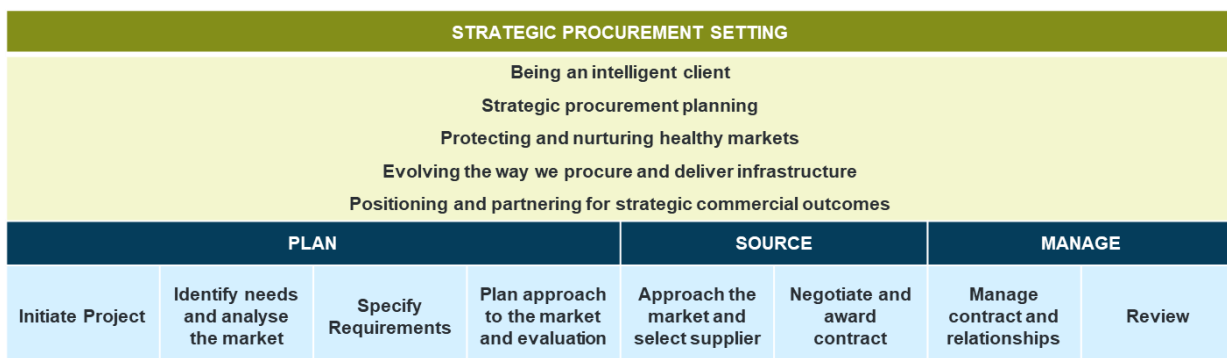 STRATEGIC PROCUREMENT SETTING
Being an intelligent client
Strategic procurement planning
Protecting and nurturing healthy markets
Evolving the way we procure and deliver infrastructure
Positioning and partnering for strategic commercial outcomes
PLAN
SOURCE
MANAGE
Initiate Project
Identify needs
and analyse
the market
Specify
Requirements
Plan approach
to the market
and evaluation
Approach the
market and
select supplier
Negotiate and
award
contract
Manage
contract and
relationships
Review